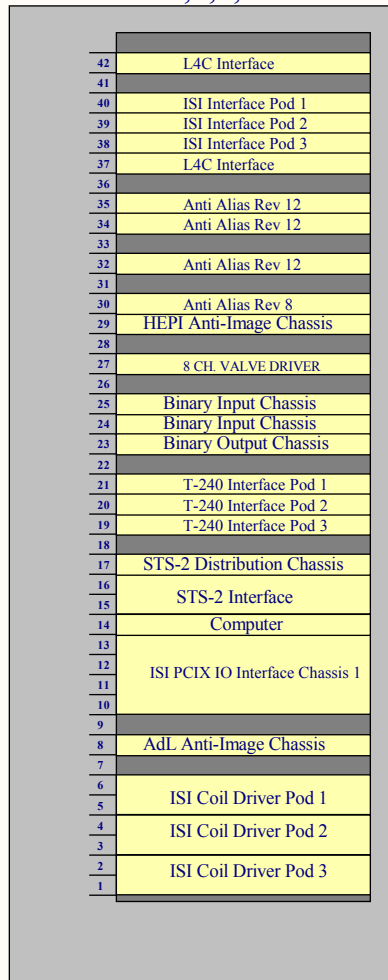 42 L4C Interface
41
40 ISI Interface Pod 1
39 ISI Interface Pod 2
38 ISI Interface Pod 3
37 L4C Interface
36
35 Anti Alias Rev 12
34 Anti Alias Rev 12
33
32 Anti Alias Rev 12
31
30 Anti Alias Rev 8
29 HEPI Anti-Image Chassis
28
27 8 CH. VALVE DRIVER
26
25 Binary Input Chassis
24 Binary Input Chassis
23 Binary Output Chassis
22
21 T-240 Interface Pod 1
20 T-240 Interface Pod 2
19 T-240 Interface Pod 3
18
17 STS-2 Distribution Chassis
16
15
STS-2 Interface
14 Computer
13
12
11
10
ISI PCIX IO Interface Chassis 1
9
8 AdL Anti-Image Chassis
7
6
5
ISI Coil Driver Pod 1
4
3
ISI Coil Driver Pod 2
2
1
ISI Coil Driver Pod 3